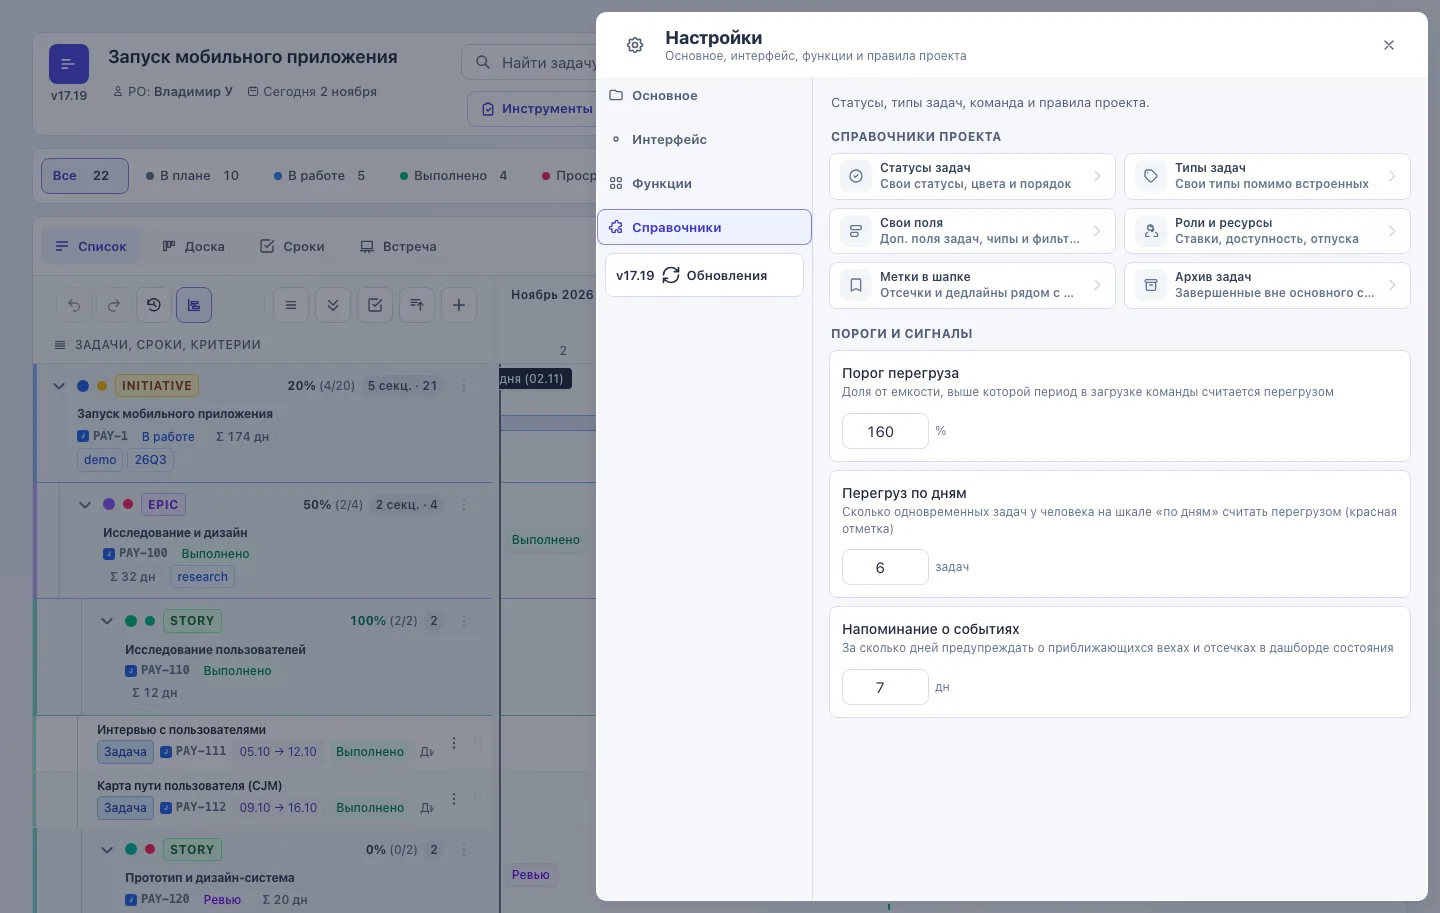 Запуск мобильного приложения
v17.19
РО: Владимир У
Сегодня 2 ноября
Найти задачу
Инструменты
Все 22
В плане 10
В работе 5
Выполнено 4
Проср
Список
Доска
Сроки
Встреча
Ноябрь 2026
ЗАДАЧИ, СРОКИ, КРИТЕРИИ
2
дня (02.11)
INITIATIVE
20% (4/20)
5 секц. · 21
Запуск мобильного приложения
PAY-1 В работе Σ 174 дн
demo 26Q3
EPIC
50% (2/4)
2 секц. · 4
Исследование и дизайн
PAY-100 Выполнено
Σ 32 дн research
Выполнено
STORY
100% (2/2) 2
Исследование пользователей
PAY-110 Выполнено
Σ 12 дн
Интервью с пользователями
Задача PAY-111 05.10 → 12.10 Выполнено Ди
Карта пути пользователя (CJM)
Задача PAY-112 09.10 → 16.10 Выполнено Ди
STORY
0% (0/2) 2
Прототип и дизайн-система
PAY-120 Ревью Σ 20 дн
Ревью
Настройки
Основное, интерфейс, функции и правила проекта
Основное
Интерфейс
Функции
Справочники
v17.19 Обновления
Статусы, типы задач, команда и правила проекта.
СПРАВОЧНИКИ ПРОЕКТА
Статусы задач
Свои статусы, цвета и порядок
Типы задач
Свои типы помимо встроенных
Свои поля
Доп. поля задач, чипы и фильт...
Роли и ресурсы
Ставки, доступность, отпуска
Метки в шапке
Отсечки и дедлайны рядом с ...
Архив задач
Завершенные вне основного с...
ПОРОГИ И СИГНАЛЫ
Порог перегруза
Доля от емкости, выше которой период в загрузке команды считается перегрузом
160 %
Перегруз по дням
Сколько одновременных задач у человека на шкале «по дням» считать перегрузом (красная
отметка)
6 задач
Напоминание о событиях
За сколько дней предупреждать о приближающихся вехах и отсечках в дашборде состояния
7 дн